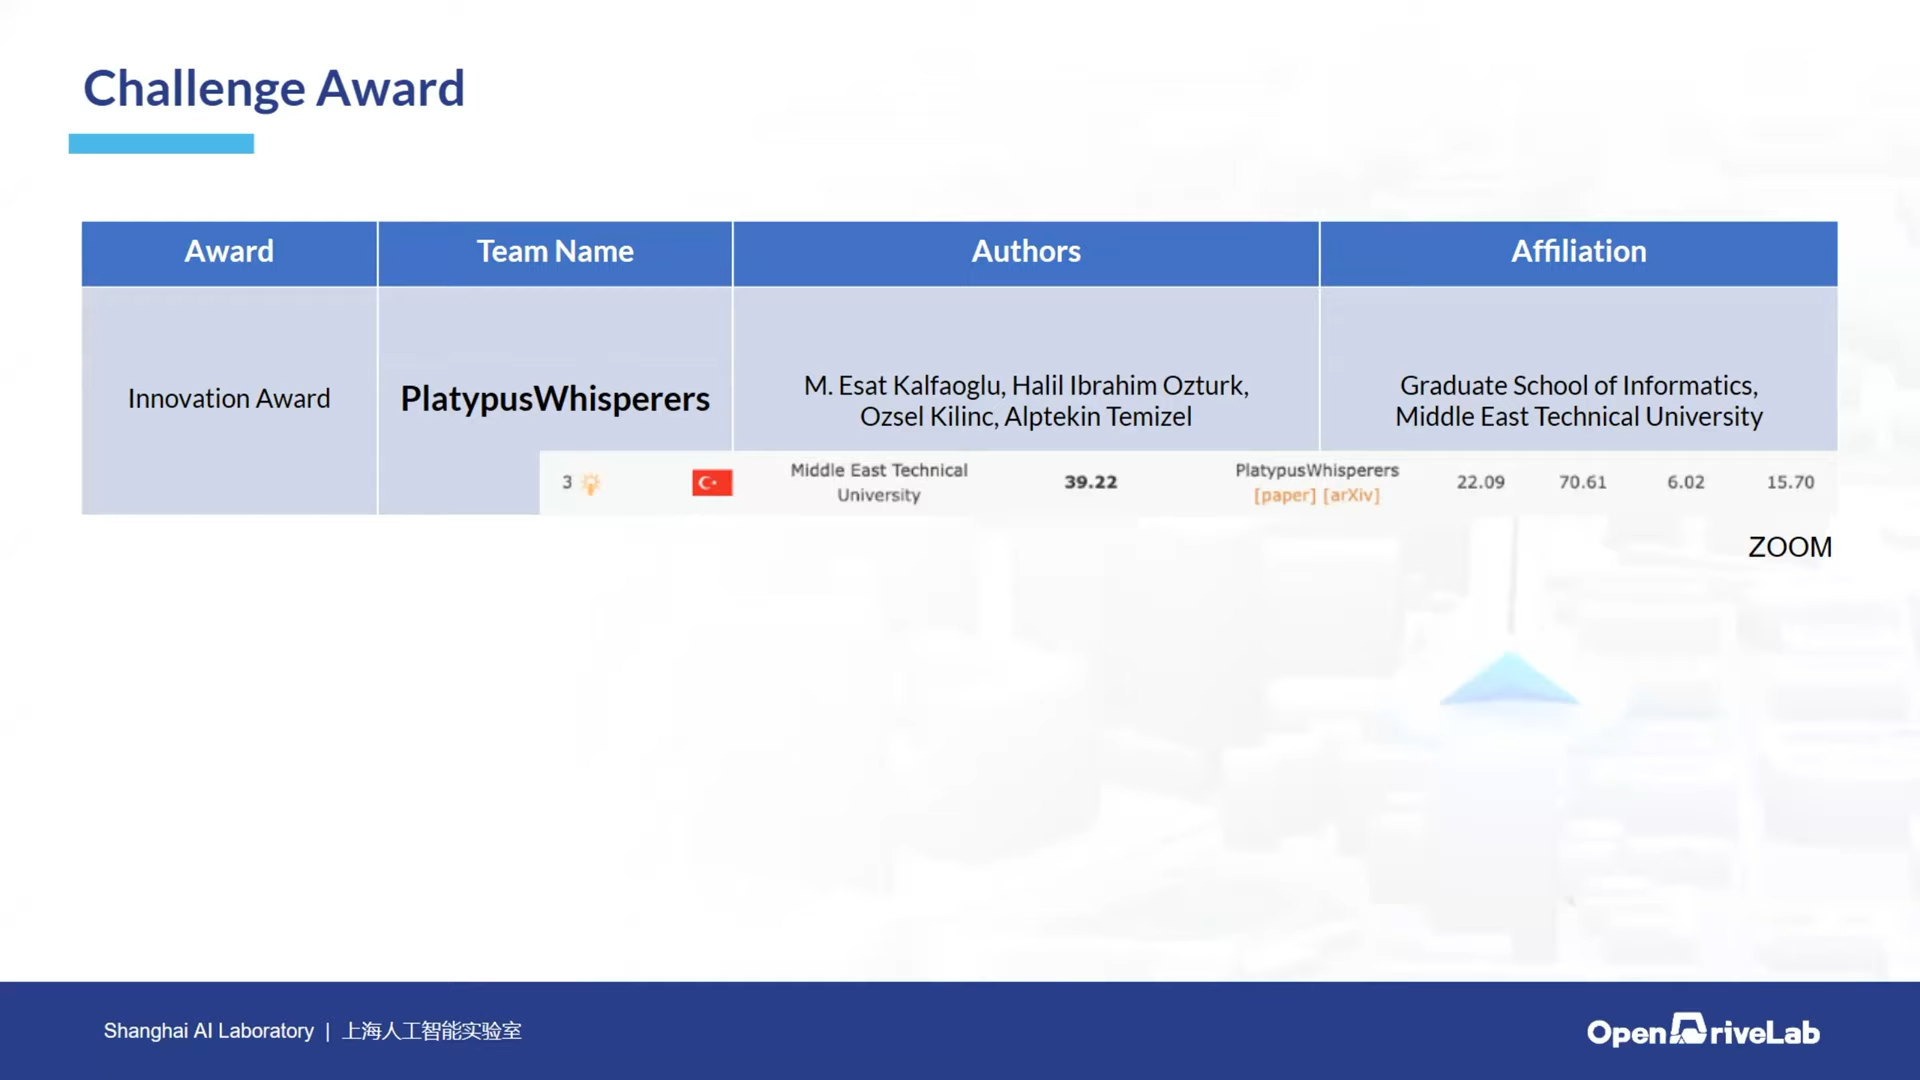 Challenge Award
Award
Team Name
Authors
Affiliation
Innovation Award
PlatypusWhisperers
M. Esat Kalfaoglu, Halil Ibrahim Ozturk,
Ozsel Kilinc, Alptekin Temizel
Graduate School of Informatics,
Middle East Technical University
3
Middle East Technical
University
39.22
PlatypusWhisperers
[paper] [arXiv]
22.09
70.61
6.02
15.70
ZOOM
Shanghai AI Laboratory | 上海人工智能实验室
OpenDriveLab